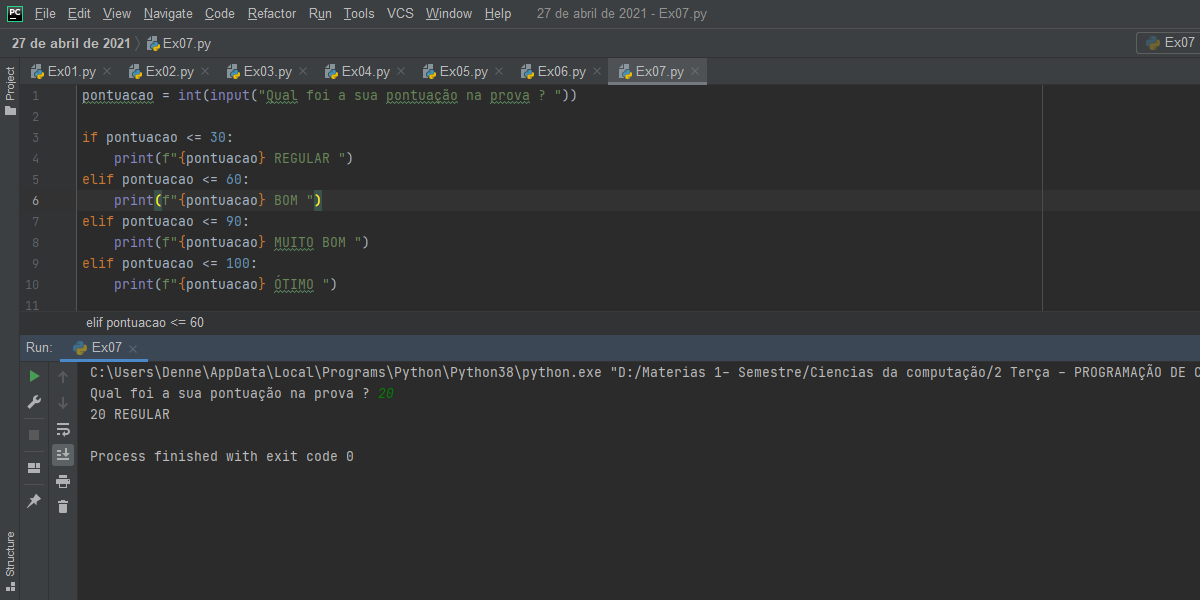 PC File Edit View Navigate Code Refactor Run Tools VCS Window Help 27 de abril de 2021 - Ex07.py
27 de abril de 2021 Ex07.py Ex07
Project
Ex01.py Ex02.py Ex03.py Ex04.py Ex05.py Ex06.py Ex07.py
1 pontuacao = int(input("Qual foi a sua pontuação na prova ? "))
2
3 if pontuacao <= 30:
4 print(f"{pontuacao} REGULAR ")
5 elif pontuacao <= 60:
6 print(f"{pontuacao} BOM ")
7 elif pontuacao <= 90:
8 print(f"{pontuacao} MUITO BOM ")
9 elif pontuacao <= 100:
10 print(f"{pontuacao} ÓTIMO ")
11
elif pontuacao <= 60
Run: Ex07
C:\Users\Denne\AppData\Local\Programs\Python\Python38\python.exe "D:/Materias 1- Semestre/Ciencias da computação/2 Terça - PROGRAMAÇÃO DE C
Qual foi a sua pontuação na prova ? 20
20 REGULAR
Process finished with exit code 0
Structure